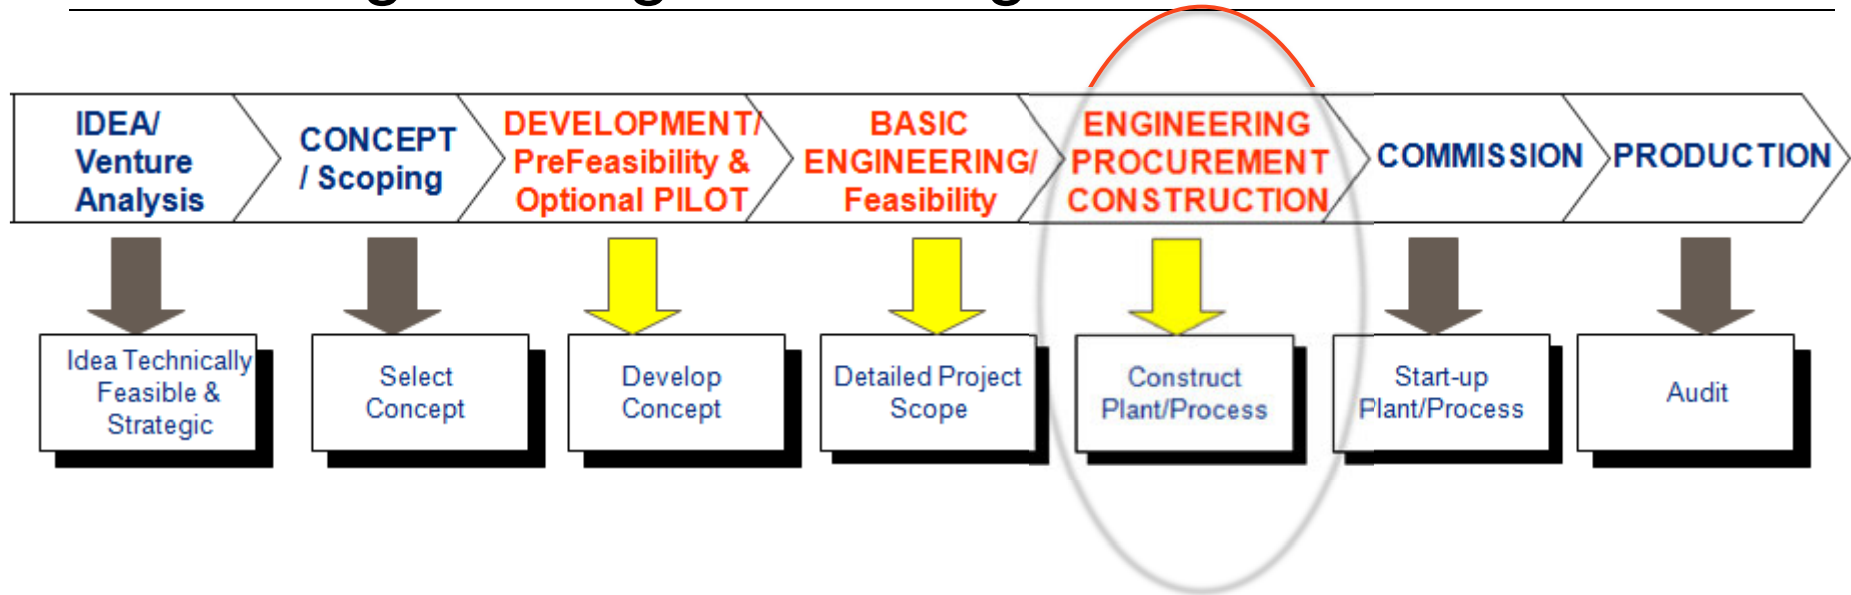 IDEA/
Venture
Analysis
CONCEPT
/ Scoping
DEVELOPMENT/
PreFeasibility &
Optional PILOT
BASIC
ENGINEERING/
Feasibility
ENGINEERING
PROCUREMENT
CONSTRUCTION
COMMISSION
PRODUCTION
Idea Technically
Feasible &
Strategic
Select
Concept
Develop
Concept
Detailed Project
Scope
Construct
Plant/Process
Start-up
Plant/Process
Audit